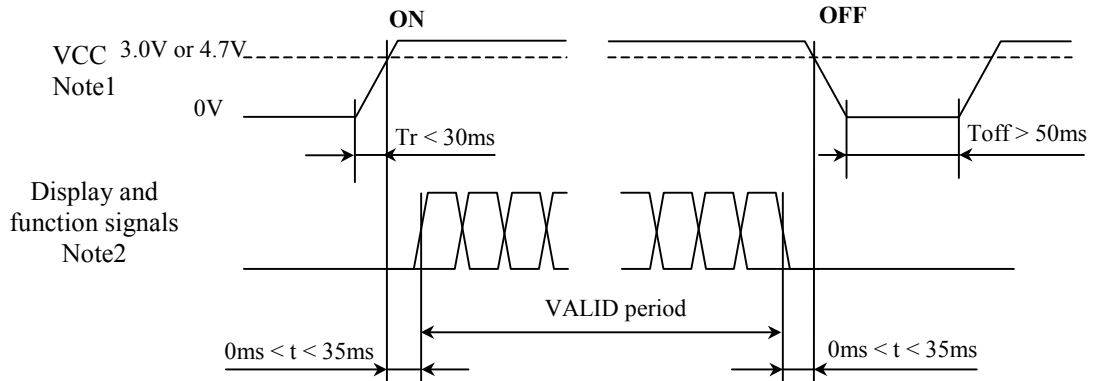 ON
OFF
VCC
Note1
3.0V or 4.7V
0V
Tr < 30ms
Toff > 50ms
Display and
function signals
Note2
VALID period
0ms < t < 35ms
0ms < t < 35ms